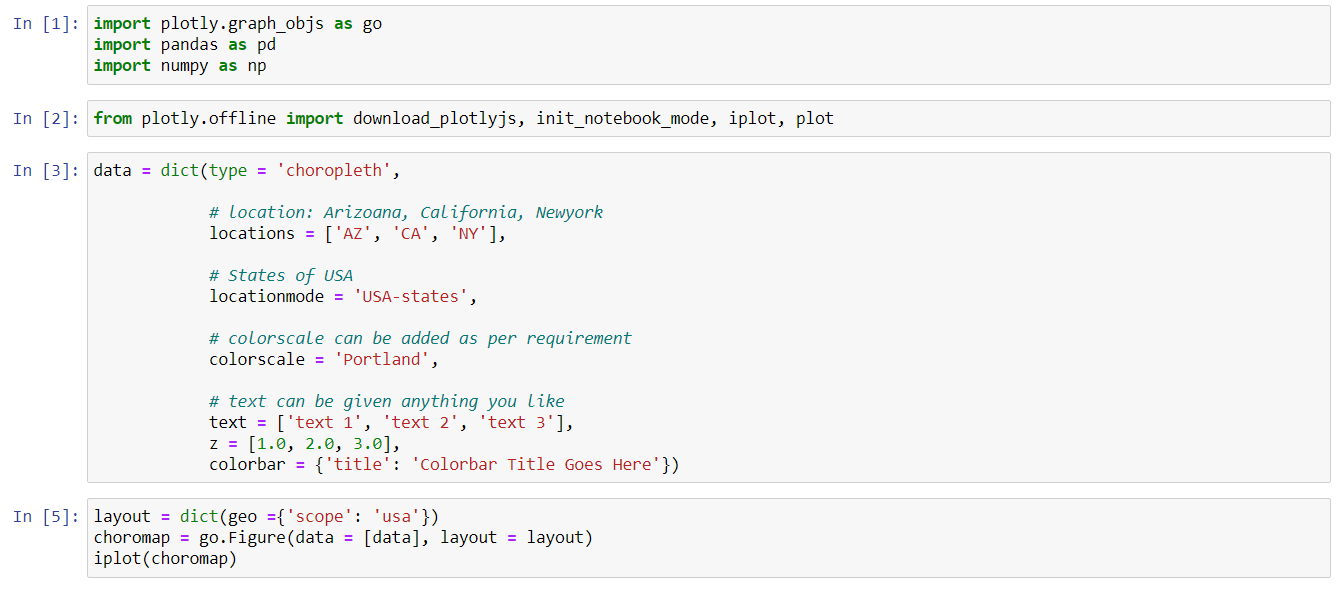 In [1]: import plotly.graph_objs as go
import pandas as pd
import numpy as np
In [2]: from plotly.offline import download_plotlyjs, init_notebook_mode, iplot, plot
In [3]: data = dict(type = 'choropleth',
# location: Arizoana, California, Newyork
locations = ['AZ', 'CA', 'NY'],
# States of USA
locationmode = 'USA-states',
# colorscale can be added as per requirement
colorscale = 'Portland',
# text can be given anything you like
text = ['text 1', 'text 2', 'text 3'],
z = [1.0, 2.0, 3.0],
colorbar = {'title': 'Colorbar Title Goes Here'})
In [5]: layout = dict(geo ={'scope': 'usa'})
choromap = go.Figure(data = [data], layout = layout)
iplot(choromap)